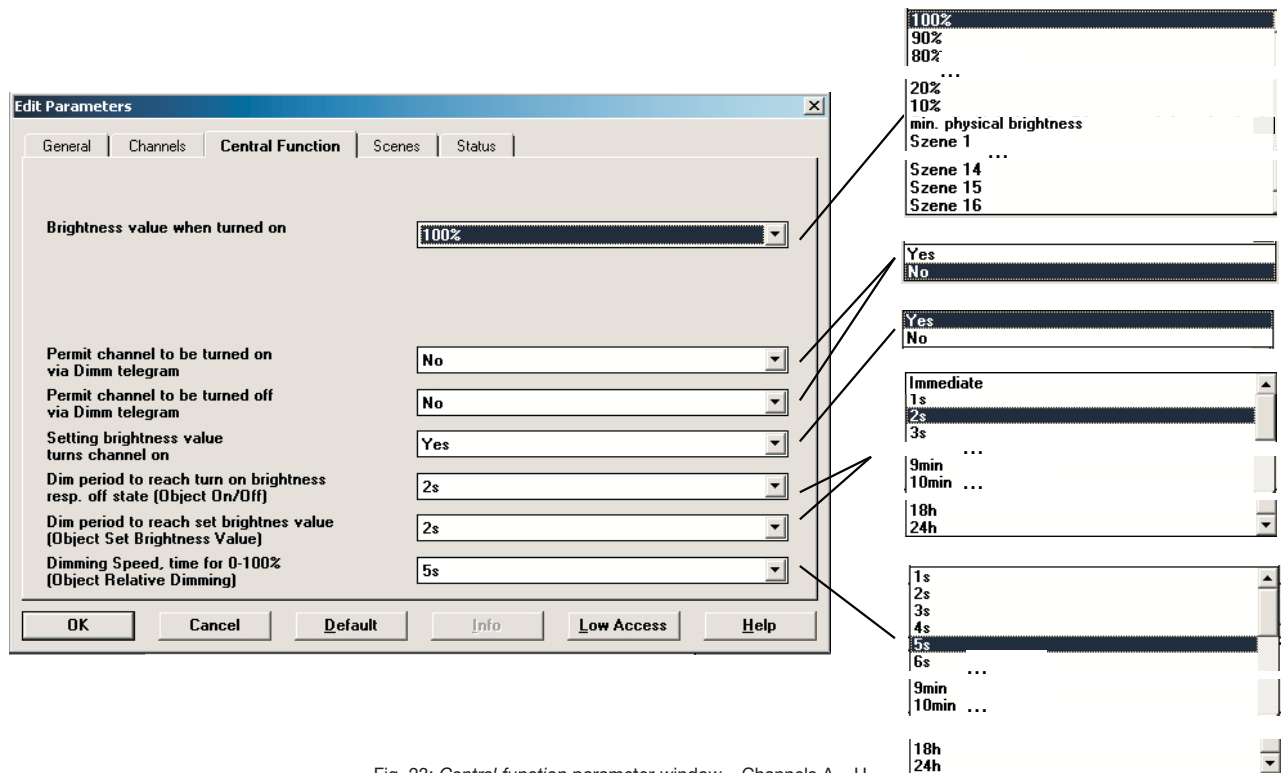 Edit Parameters
General Channels Central Function Scenes Status
Brightness value when turned on
100%
Permit channel to be turned on
via Dimm telegram
No
Permit channel to be turned off
via Dimm telegram
No
Setting brightness value
turns channel on
Yes
Dim period to reach turn on brightness
resp. off state (Object On/Off)
2s
Dim period to reach set brightnes value
(Object Set Brightness Value)
2s
Dimming Speed, time for 0-100%
(Object Relative Dimming)
5s
OK Cancel Default Info Low Access Help
100%
90%
80%
...
20%
10%
min. physical brightness
Szene 1
...
Szene 14
Szene 15
Szene 16
Yes
No
Yes
No
Immediate
1s
2s
3s
...
9min
10min ...
18h
24h
1s
2s
3s
4s
5s
6s
...
9min
10min ...
18h
24h
Central function parameter window – Channels A